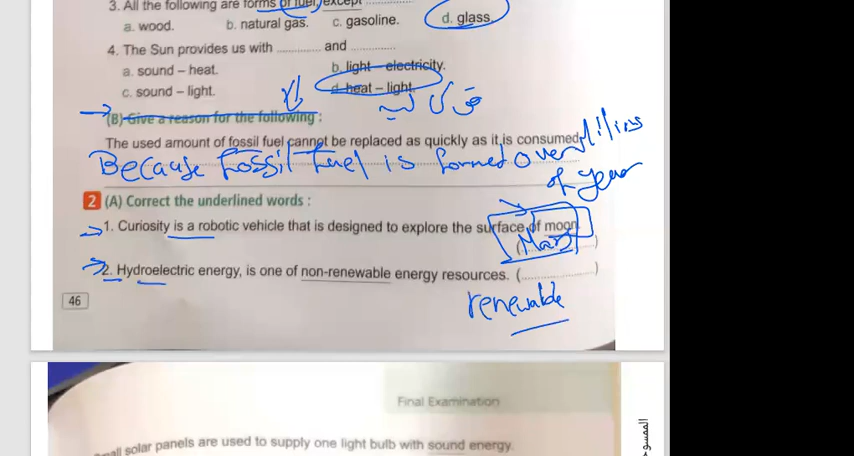 3. All the following are forms of fuel, except ............
a. wood. b. natural gas. c. gasoline. d. glass.
4. The Sun provides us with ............ and ............
a. sound – heat. b. light – electricity.
c. sound – light. d. heat – light.
(B) Give a reason for the following :
The used amount of fossil fuel cannot be replaced as quickly as it is consumed.
Because Fossil Fuel is formed over
of year
2 (A) Correct the underlined words :
1. Curiosity is a robotic vehicle that is designed to explore the surface of moon.
(Mars)
2. Hydroelectric energy, is one of non-renewable energy resources. (............)
renewable
46
Final Examination
solar panels are used to supply one light bulb with sound energy.